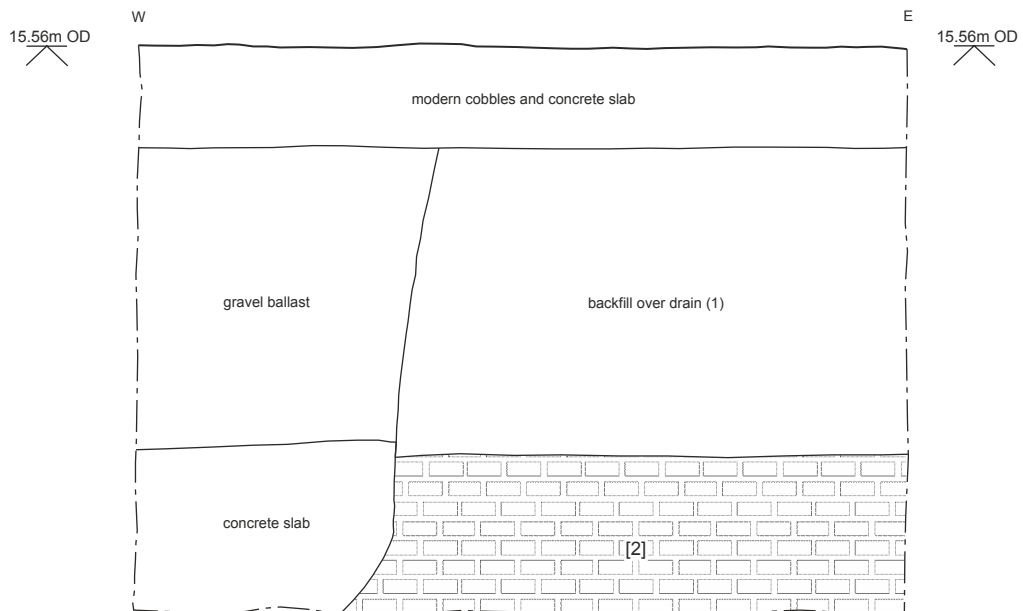 W
E
15.56m OD
15.56m OD
modern cobbles and concrete slab
gravel ballast
backfill over drain (1)
concrete slab
[2]